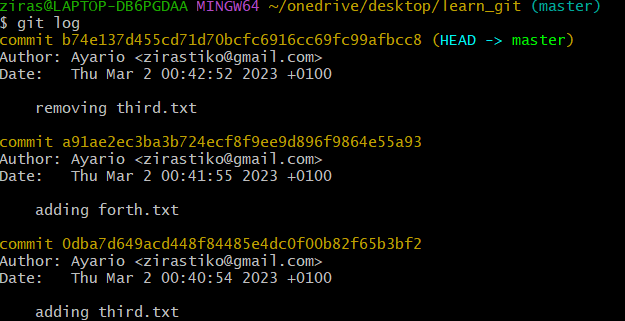 ziras@LAPTOP-DB6PGDAA MINGW64 ~/onedrive/desktop/learn_git (master)
$ git log
commit b74e137d455cd71d70bcfc6916cc69fc99afbcc8 (HEAD -> master)
Author: Ayario <zirastiko@gmail.com>
Date:   Thu Mar 2 00:42:52 2023 +0100

    removing third.txt

commit a91ae2ec3ba3b724ecf8f9ee9d896f9864e55a93
Author: Ayario <zirastiko@gmail.com>
Date:   Thu Mar 2 00:41:55 2023 +0100

    adding forth.txt

commit 0dba7d649acd448f84485e4dc0f00b82f65b3bf2
Author: Ayario <zirastiko@gmail.com>
Date:   Thu Mar 2 00:40:54 2023 +0100

    adding third.txt